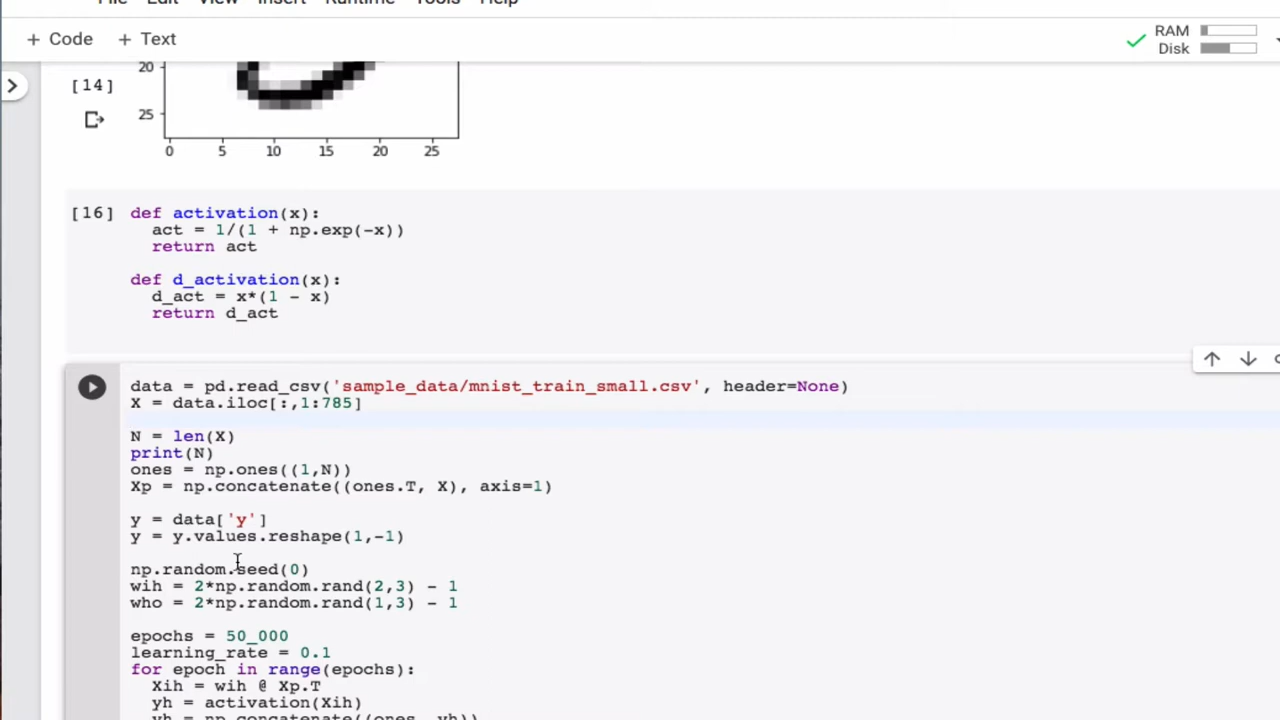 File Edit View Insert Runtime Tools Help
+ Code + Text
RAM
Disk
[14]
20
25
0 5 10 15 20 25
[16] def activation(x):
act = 1/(1 + np.exp(-x))
return act
def d_activation(x):
d_act = x*(1 - x)
return d_act
data = pd.read_csv('sample_data/mnist_train_small.csv', header=None)
X = data.iloc[:,1:785]
N = len(X)
print(N)
ones = np.ones((1,N))
Xp = np.concatenate((ones.T, X), axis=1)
y = data['y']
y = y.values.reshape(1,-1)
np.random.seed(0)
wih = 2*np.random.rand(2,3) - 1
who = 2*np.random.rand(1,3) - 1
epochs = 50_000
learning_rate = 0.1
for epoch in range(epochs):
Xih = wih @ Xp.T
yh = activation(Xih)
yh = np.concatenate((ones, yh))